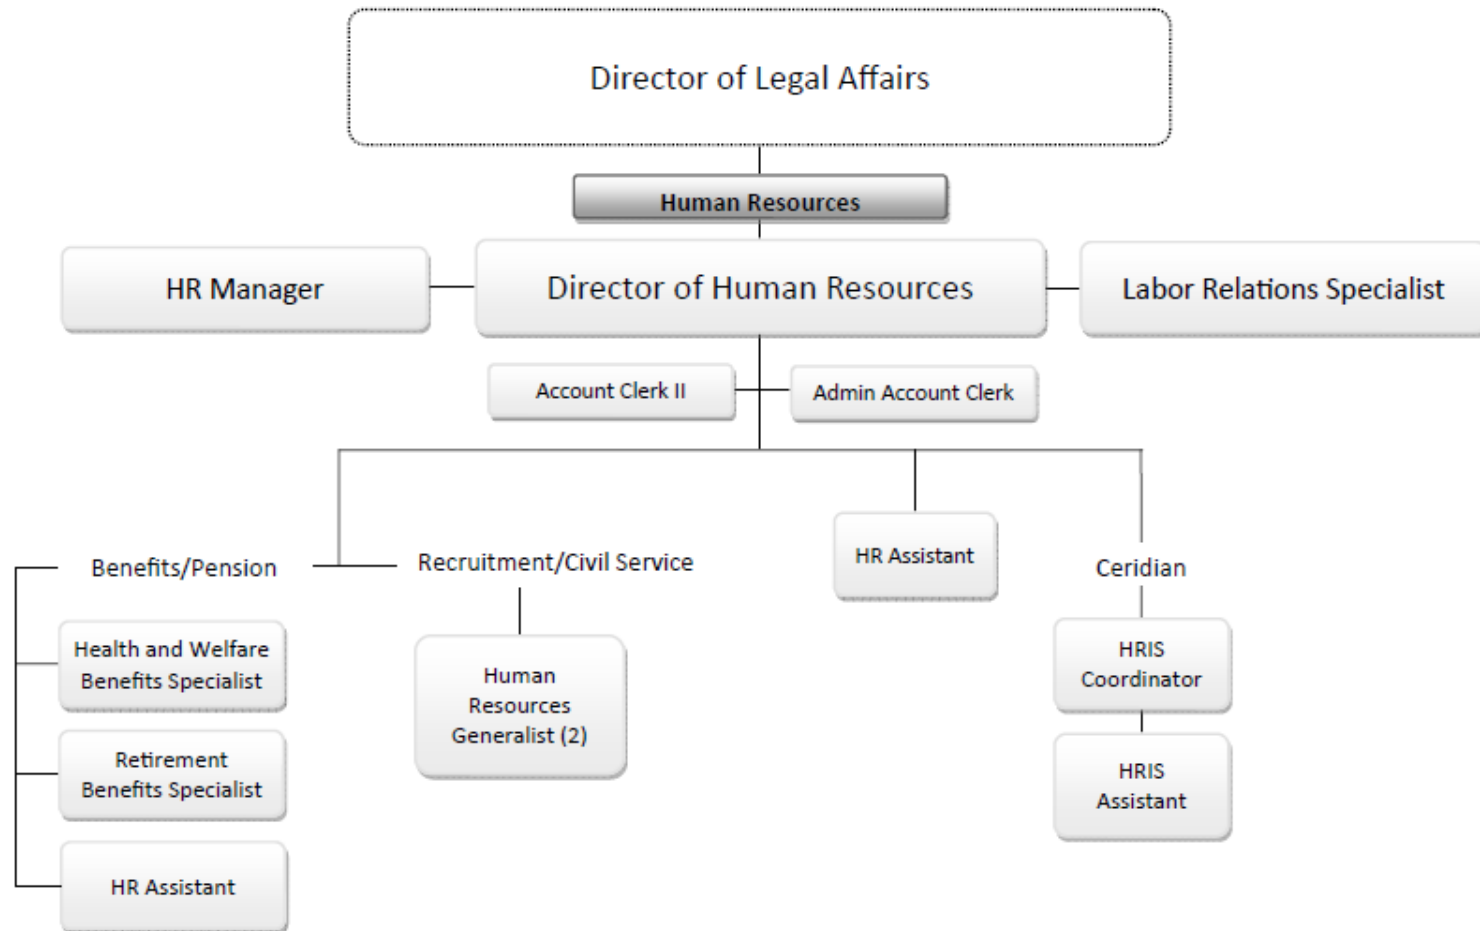 Director of Legal Affairs
Human Resources
HR Manager
Director of Human Resources
Labor Relations Specialist
Account Clerk II
Admin Account Clerk
Benefits/Pension
Recruitment/Civil Service
HR Assistant
Ceridian
Health and Welfare
Benefits Specialist
Human
Resources
Generalist (2)
HRIS
Coordinator
Retirement
Benefits Specialist
HRIS
Assistant
HR Assistant